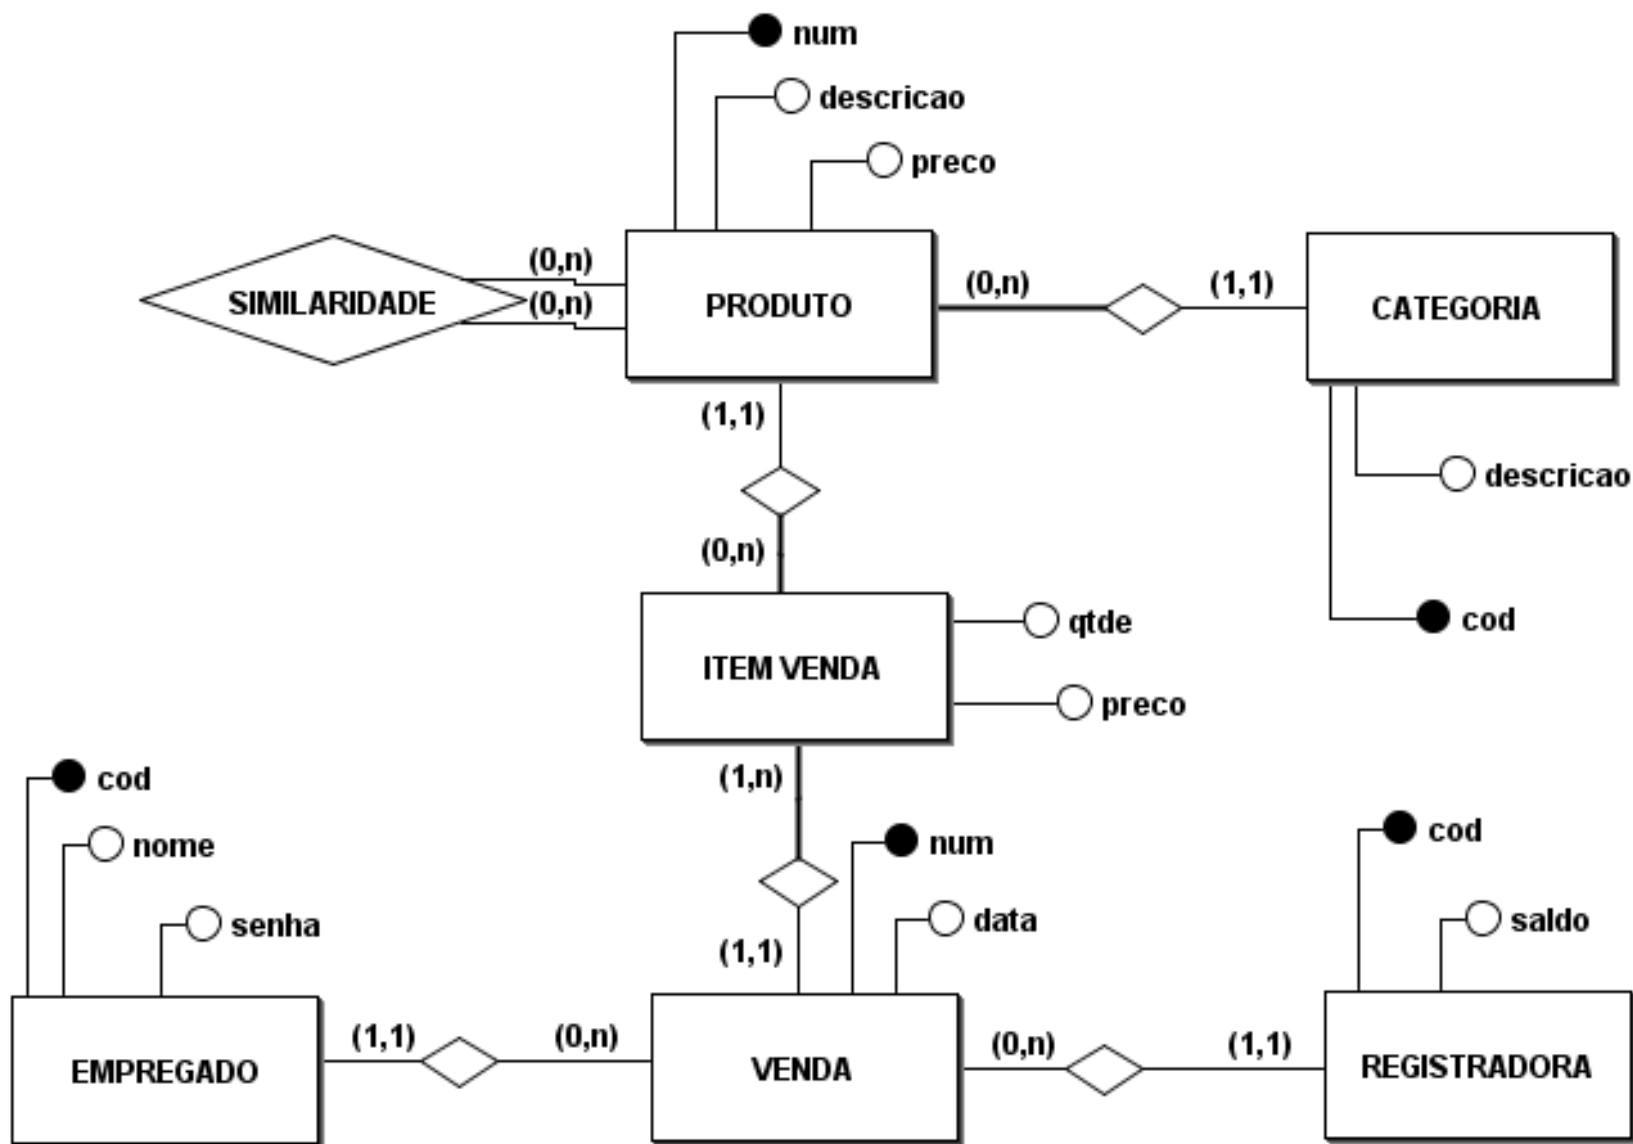 num
descricao
preco
(0,n)
SIMILARIDADE
(0,n)
PRODUTO
(0,n)
(1,1)
CATEGORIA
(1,1)
descricao
(0,n)
cod
qtde
ITEM VENDA
preco
(1,n)
cod
nome
senha
num
data
cod
saldo
(1,1)
EMPREGADO
(1,1)
(0,n)
VENDA
(0,n)
(1,1)
REGISTRADORA